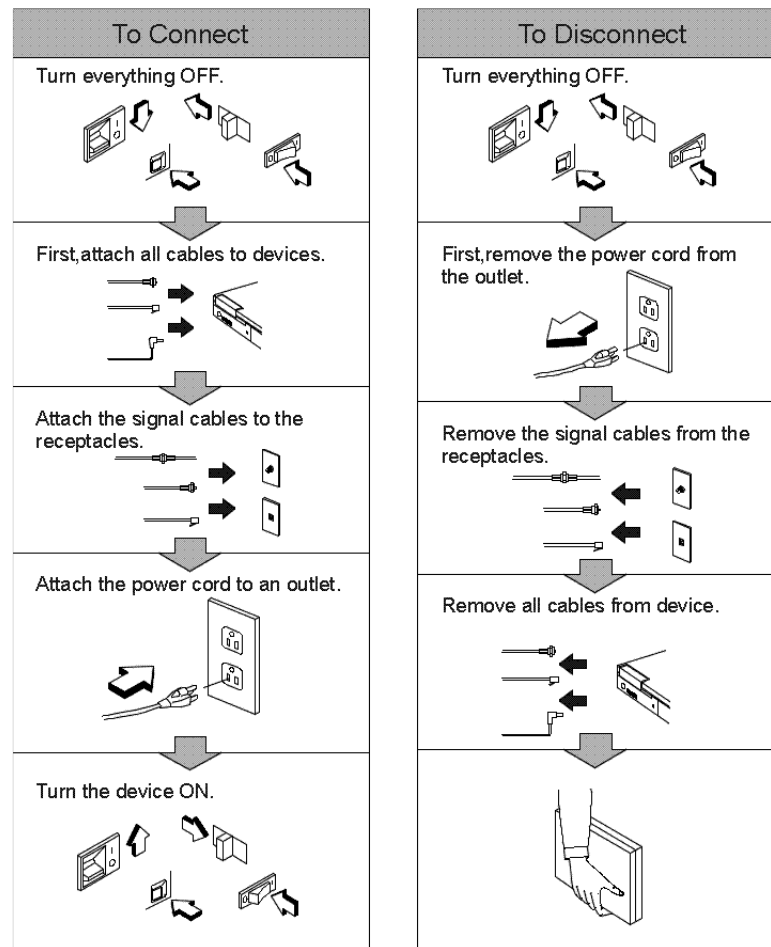 To Connect
Turn everything OFF.
First,attach all cables to devices.
Attach the signal cables to the
receptacles.
Attach the power cord to an outlet.
Turn the device ON.
To Disconnect
Turn everything OFF.
First,remove the power cord from
the outlet.
Remove the signal cables from the
receptacles.
Remove all cables from device.